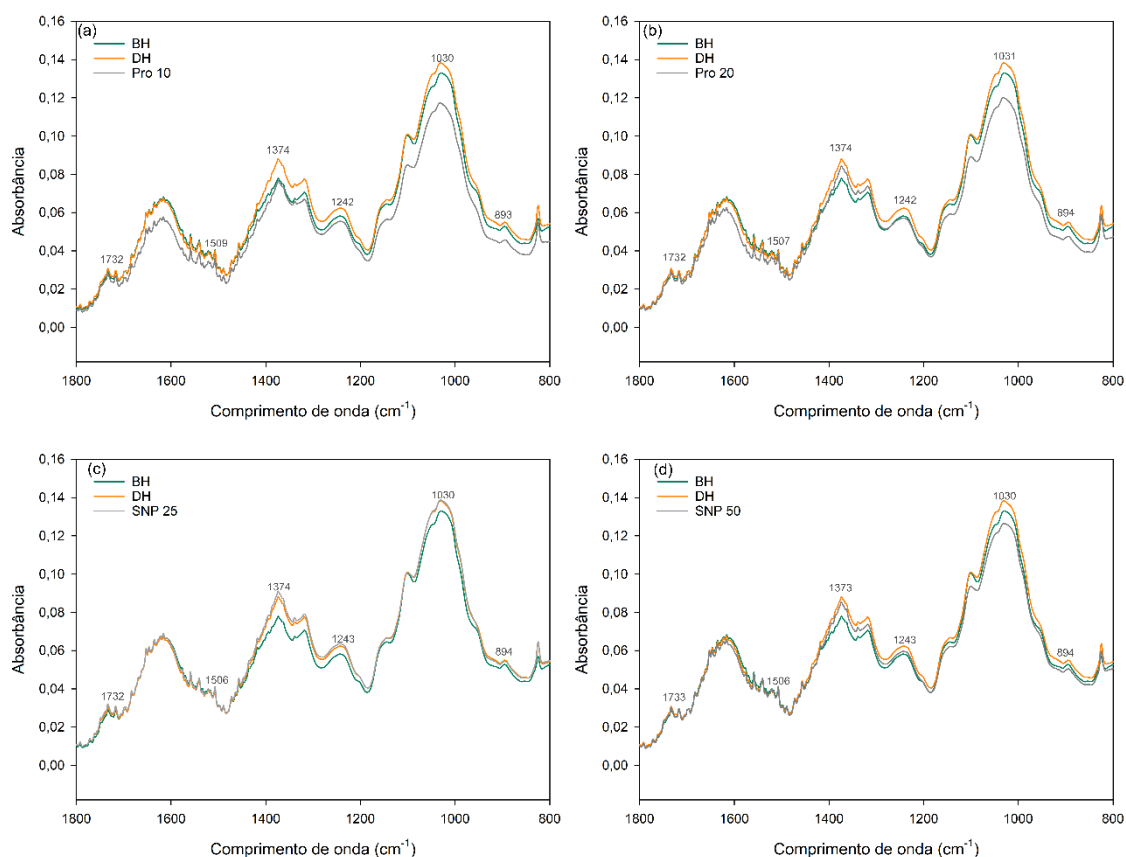 (a)
BH
DH
Pro 10
0,16
0,14
0,12
0,10
0,08
0,06
0,04
0,02
0,00
Absorbância
1732
1509
1374
1242
1030
893
1800 1600 1400 1200 1000 800
Comprimento de onda (cm⁻¹)
(b)
BH
DH
Pro 20
0,16
0,14
0,12
0,10
0,08
0,06
0,04
0,02
0,00
Absorbância
1732
1507
1374
1242
1031
894
1800 1600 1400 1200 1000 800
Comprimento de onda (cm⁻¹)
(c)
BH
DH
SNP 25
0,16
0,14
0,12
0,10
0,08
0,06
0,04
0,02
0,00
Absorbância
1732
1506
1374
1243
1030
894
1800 1600 1400 1200 1000 800
Comprimento de onda (cm⁻¹)
(d)
BH
DH
SNP 50
0,16
0,14
0,12
0,10
0,08
0,06
0,04
0,02
0,00
Absorbância
1733
1506
1373
1243
1030
894
1800 1600 1400 1200 1000 800
Comprimento de onda (cm⁻¹)